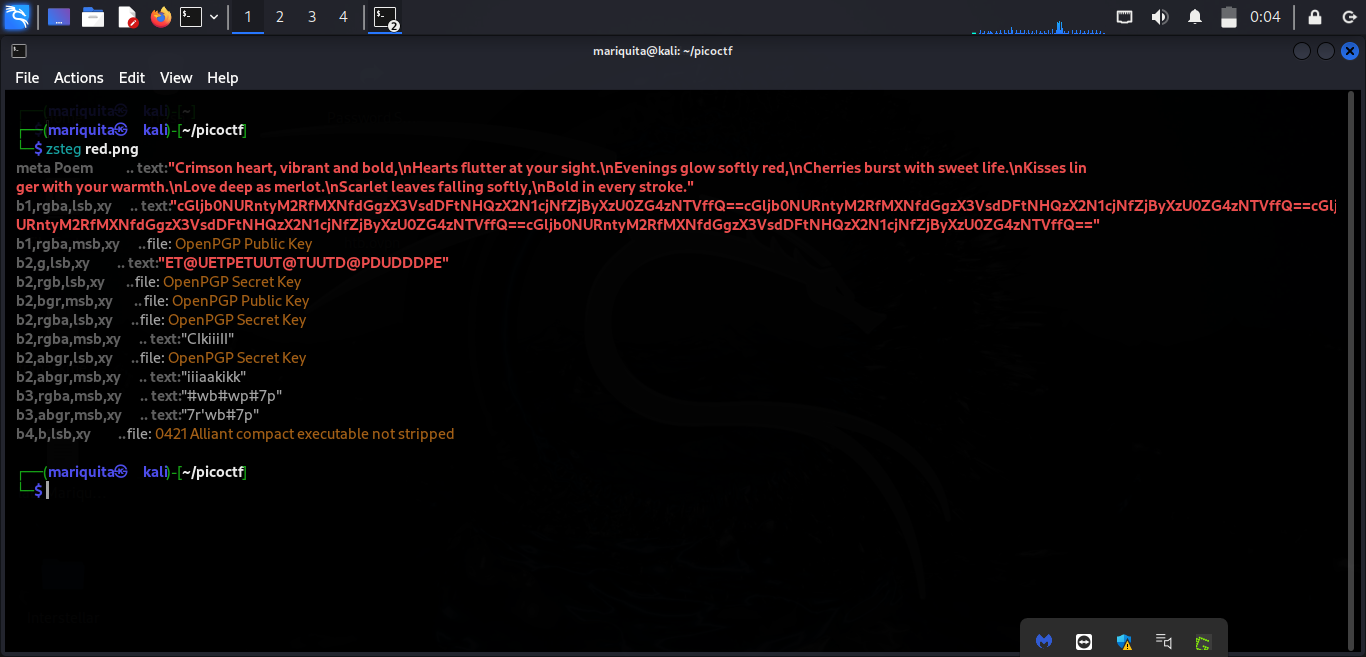 1 2 3 4 2 0:04
mariquita@kali: ~/picoctf
File Actions Edit View Help
(mariquita㉿ kali)-[~]
(mariquita㉿ kali)-[~/picoctf]
$ zsteg red.png
meta Poem .. text:"Crimson heart, vibrant and bold,\nHearts flutter at your sight.\nEvenings glow softly red,\nCherries burst with sweet life.\nKisses lin
ger with your warmth.\nLove deep as merlot.\nScarlet leaves falling softly,\nBold in every stroke."
b1,rgba,lsb,xy .. text:"cGljb0NURntyM2RfMXNfdGgzX3VsdDFtNHQzX2N1cjNfZjByXzU0ZG4zNTVffQ==cGljb0NURntyM2RfMXNfdGgzX3VsdDFtNHQzX2N1cjNfZjByXzU0ZG4zNTVffQ==cGlj
URntyM2RfMXNfdGgzX3VsdDFtNHQzX2N1cjNfZjByXzU0ZG4zNTVffQ==cGljb0NURntyM2RfMXNfdGgzX3VsdDFtNHQzX2N1cjNfZjByXzU0ZG4zNTVffQ=="
b1,rgba,msb,xy ..file: OpenPGP Public Key
b2,g,lsb,xy .. text:"ET@UETPETUUT@TUUTD@PDUDDDPE"
b2,rgb,lsb,xy ..file: OpenPGP Secret Key
b2,bgr,msb,xy ..file: OpenPGP Public Key
b2,rgba,lsb,xy ..file: OpenPGP Secret Key
b2,rgba,msb,xy .. text:"CIkiiiII"
b2,abgr,lsb,xy ..file: OpenPGP Secret Key
b2,abgr,msb,xy .. text:"iiiaakikk"
b3,rgba,msb,xy .. text:"#wb#wp#7p"
b3,abgr,msb,xy .. text:"7r'wb#7p"
b4,b,lsb,xy ..file: 0421 Alliant compact executable not stripped
(mariquita㉿ kali)-[~/picoctf]
$